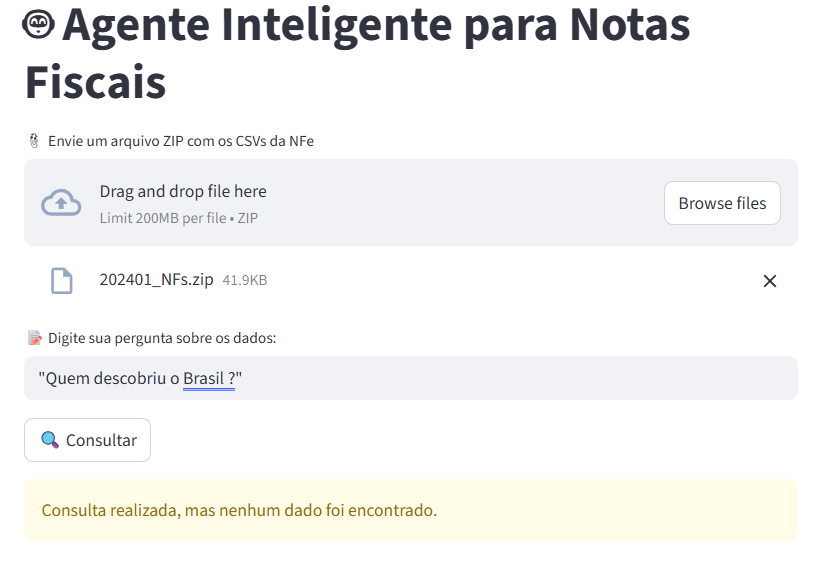 Agente Inteligente para Notas
Fiscais
Envie um arquivo ZIP com os CSVs da NFe
Drag and drop file here
Limit 200MB per file • ZIP
Browse files
202401_NFs.zip 41.9KB
Digite sua pergunta sobre os dados:
"Quem descobriu o Brasil ?"
Consultar
Consulta realizada, mas nenhum dado foi encontrado.